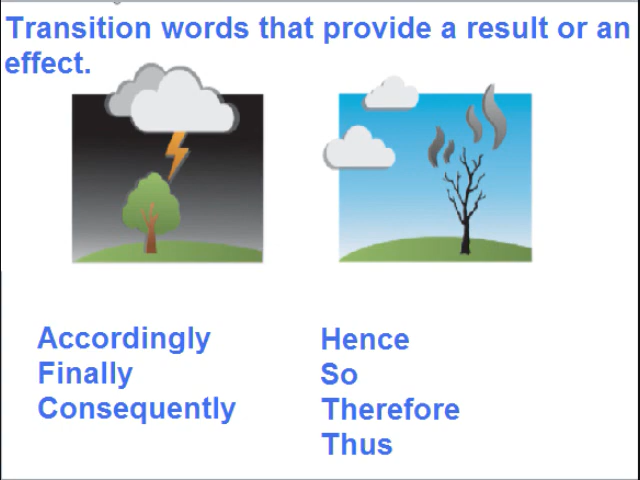 Transition words that provide a result or an
effect.
Accordingly
Finally
Consequently
Hence
So
Therefore
Thus